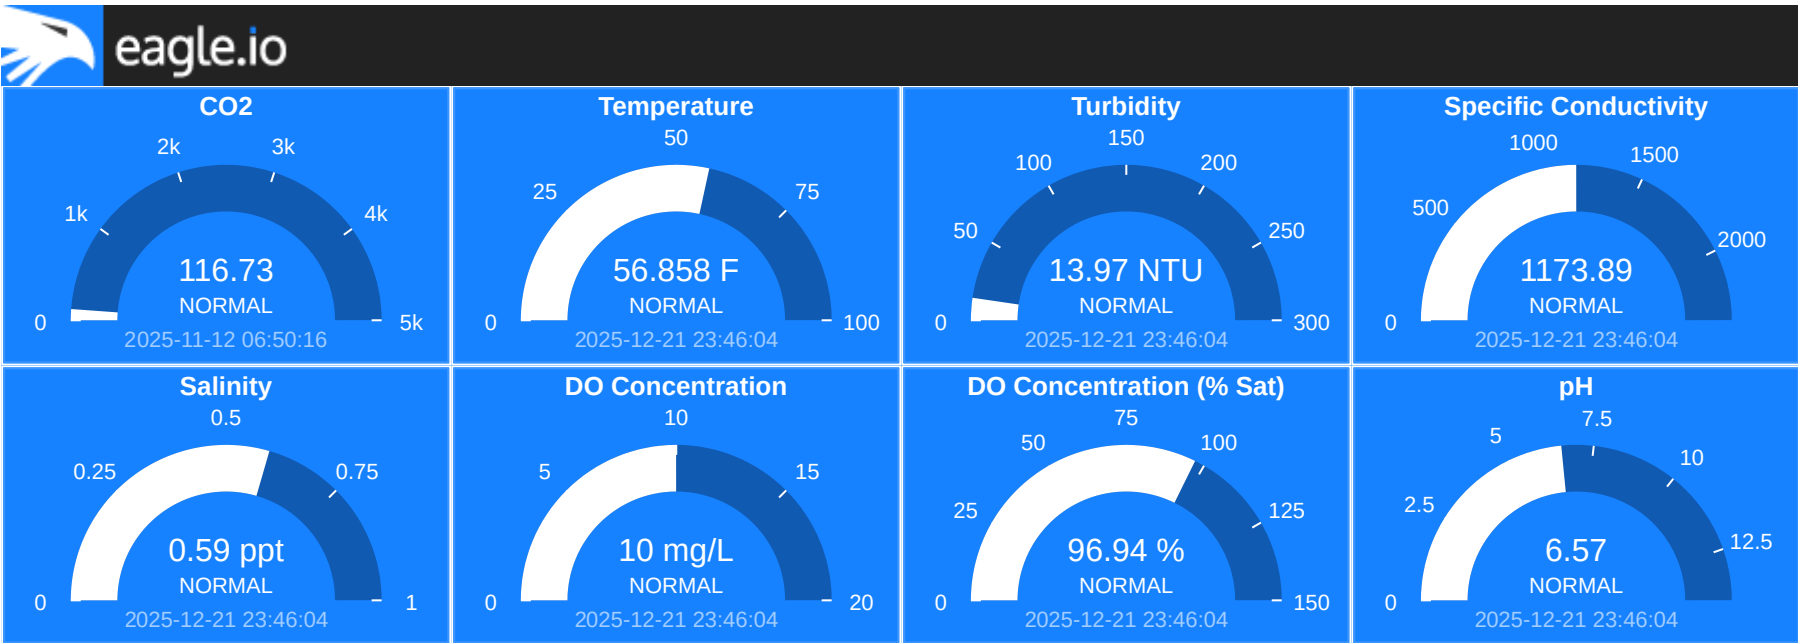 eagle.io
CO2
0
1k
2k
3k
4k
5k
116.73
NORMAL
2025-11-12 06:50:16
Temperature
0
25
50
75
100
56.858 F
NORMAL
2025-12-21 23:46:04
Turbidity
0
50
100
150
200
250
300
13.97 NTU
NORMAL
2025-12-21 23:46:04
Specific Conductivity
0
500
1000
1500
2000
1173.89
NORMAL
2025-12-21 23:46:04
Salinity
0
0.25
0.5
0.75
1
0.59 ppt
NORMAL
2025-12-21 23:46:04
DO Concentration
0
5
10
15
20
10 mg/L
NORMAL
2025-12-21 23:46:04
DO Concentration (% Sat)
0
25
50
75
100
125
150
96.94 %
NORMAL
2025-12-21 23:46:04
pH
0
2.5
5
7.5
10
12.5
6.57
NORMAL
2025-12-21 23:46:04